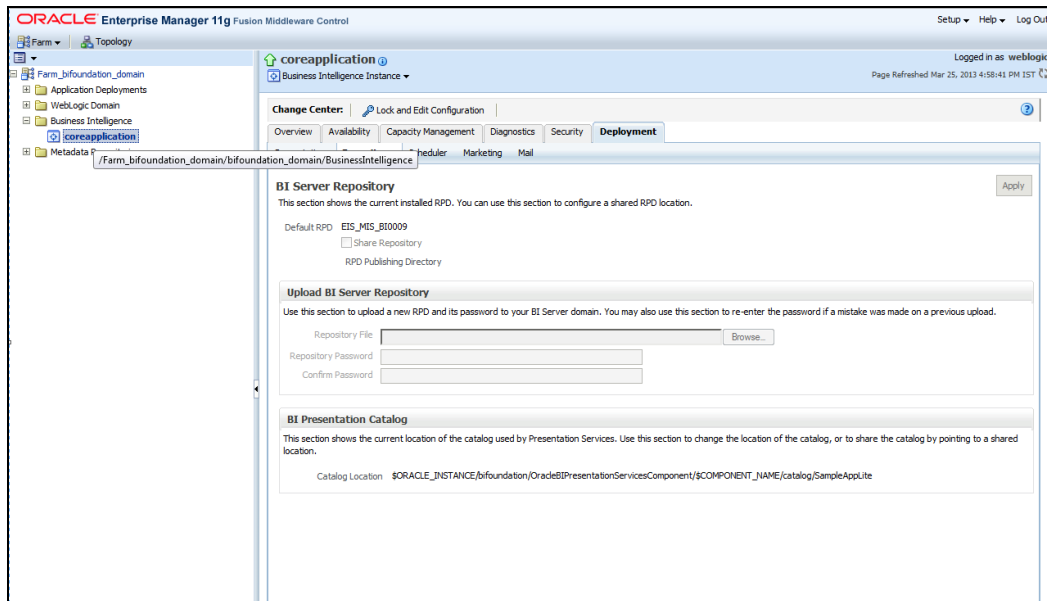 ORACLE Enterprise Manager 11g Fusion Middleware Control
Setup Help Log Out
Farm Topology
coreapplication
Logged in as weblogic
Business Intelligence Instance
Page Refreshed Mar 25, 2013 4:58:41 PM IST
Farm_bifoundation_domain
Application Deployments
WebLogic Domain
Business Intelligence
coreapplication
Metadata
/Farm_bifoundation_domain/bifoundation_domain/BusinessIntelligence
Change Center: Lock and Edit Configuration
Overview Availability Capacity Management Diagnostics Security Deployment
Scheduler Marketing Mail
BI Server Repository
Apply
This section shows the current installed RPD. You can use this section to configure a shared RPD location.
Default RPD EIS_MIS_BI0009
Share Repository
RPD Publishing Directory
Upload BI Server Repository
Use this section to upload a new RPD and its password to your BI Server domain. You may also use this section to re-enter the password if a mistake was made on a previous upload.
Repository File Browse...
Repository Password
Confirm Password
BI Presentation Catalog
This section shows the current location of the catalog used by Presentation Services. Use this section to change the location of the catalog, or to share the catalog by pointing to a shared
location.
Catalog Location $ORACLE_INSTANCE/bifoundation/OracleBIPresentationServicesComponent/$COMPONENT_NAME/catalog/SampleAppLite